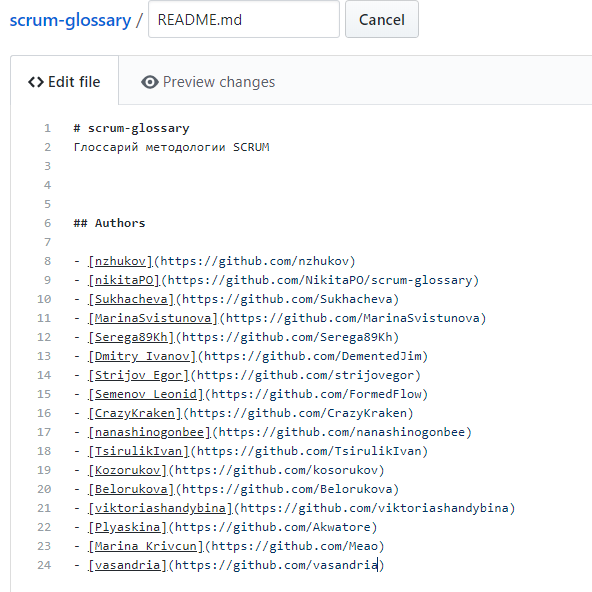 scrum-glossary / README.md Cancel
<> Edit file Preview changes
1 # scrum-glossary
2 Глоссарий методологии SCRUM
3
4
5
6 ## Authors
7
8 - [nzhukov](https://github.com/nzhukov)
9 - [nikitaPO](https://github.com/NikitaPO/scrum-glossary)
10 - [Sukhacheva](https://github.com/Sukhacheva)
11 - [MarinaSvistunova](https://github.com/MarinaSvistunova)
12 - [Serega89Kh](https://github.com/Serega89Kh)
13 - [Dmitry Ivanov](https://github.com/DementedJim)
14 - [Strijov Egor](https://github.com/strijovegor)
15 - [Semenov Leonid](https://github.com/FormedFlow)
16 - [CrazyKraken](https://github.com/CrazyKraken)
17 - [nanashinogonbee](https://github.com/nanashinogonbee)
18 - [TsirulikIvan](https://github.com/TsirulikIvan)
19 - [Kozorukov](https://github.com/kosorukov)
20 - [Belorukova](https://github.com/Belorukova)
21 - [viktoriashandybina](https://github.com/viktoriashandybina)
22 - [Plyaskina](https://github.com/Akwatore)
23 - [Marina Krivcun](https://github.com/Meao)
24 - [vasandria](https://github.com/vasandria)